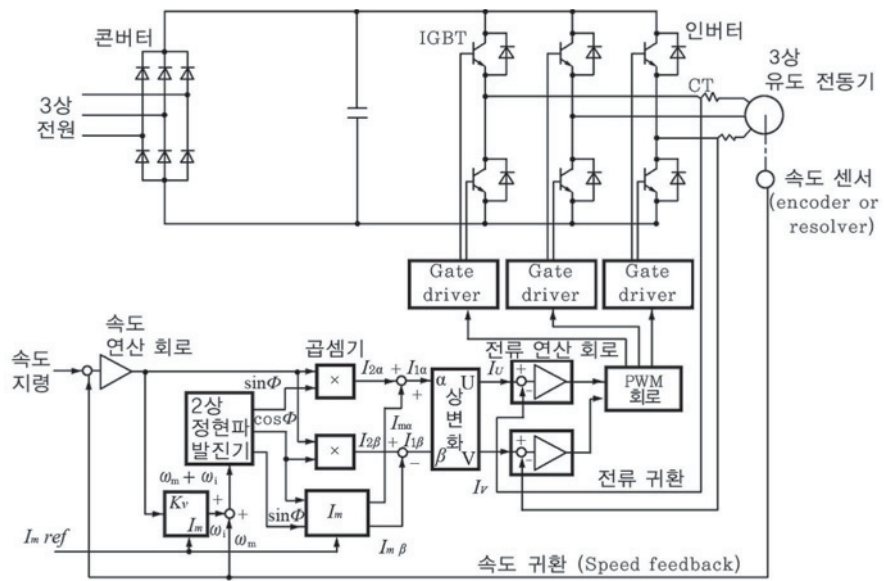 콘버터
IGBT
인버터
3상
유도 전동기
CT
3상
전원
속도 센서
(encoder or
resolver)
Gate
driver
Gate
driver
Gate
driver
속도
연산 회로
곱셈기
전류 연산 회로
속도
지령
sinΦ
×
I2α
+
I1α
+
α
U
IU
+
-
PWM
회로
2상
정현파
발진기
cosΦ
Imα
상
변
화
×
I2β
+
I1β
-
β
V
+
-
IV
전류 귀환
ωm + ωi
Kv
Im
+
ωi
+
ωm
sinΦ
Im
Im β
Im ref
속도 귀환 (Speed feedback)